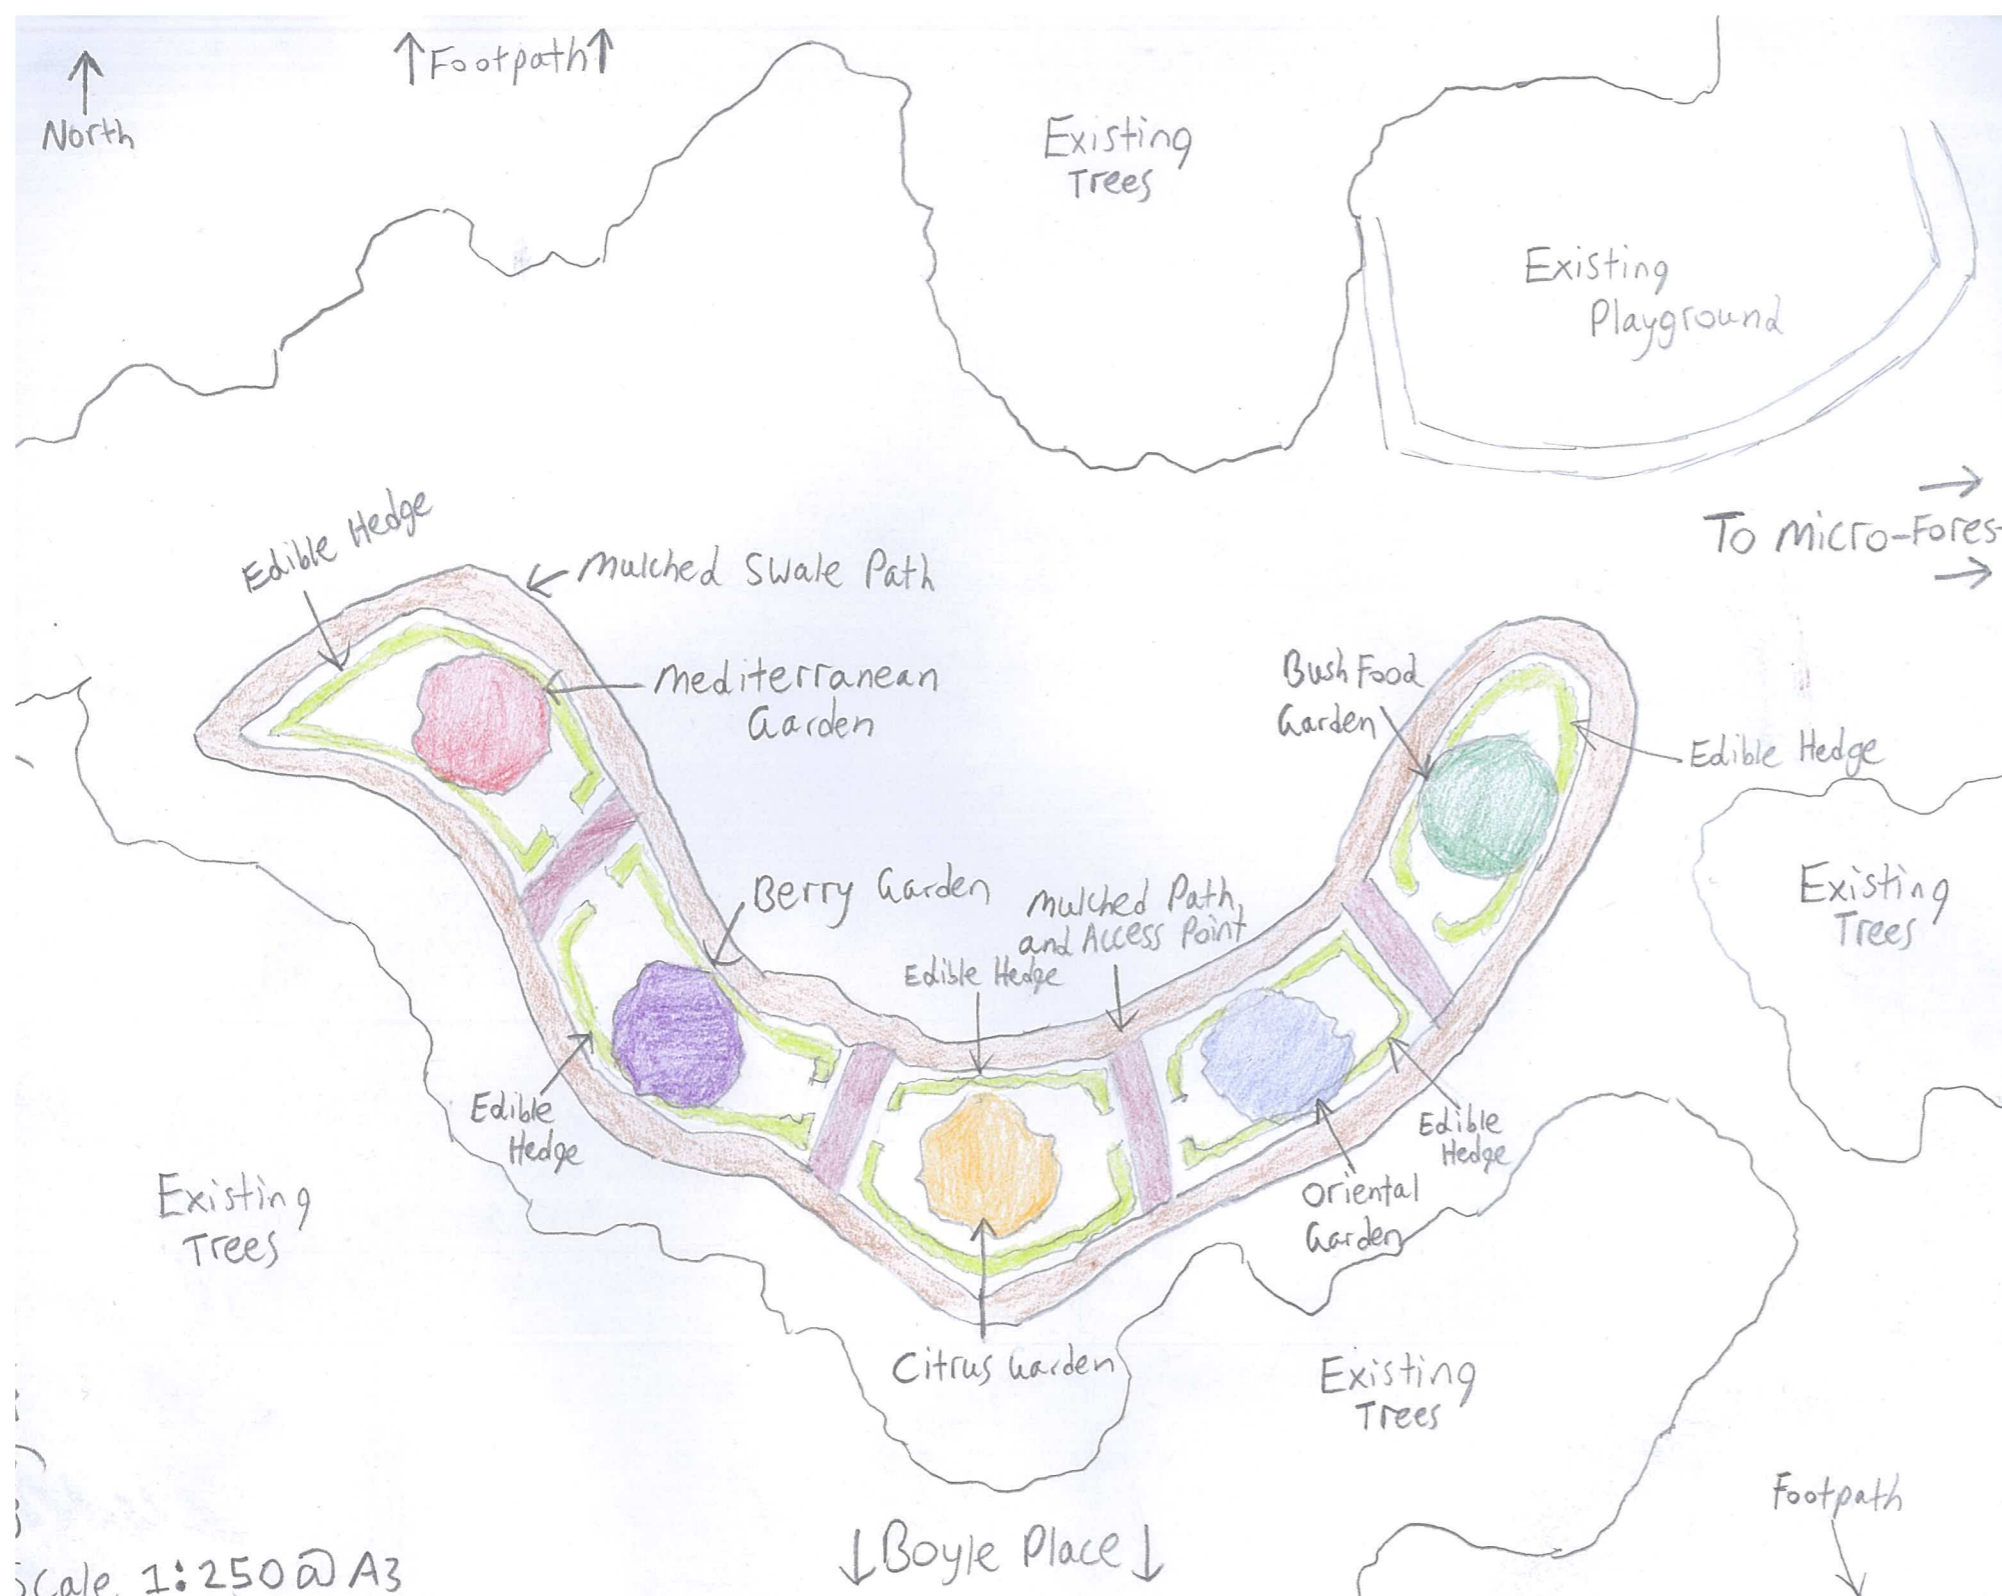 ↑Footpath↑
North
Existing
Trees
Existing
Playground
To Micro-Fores
Edible Hedge
Mulched Swale Path
Mediterranean
Garden
Bush Food
Garden
Edible Hedge
Berry Garden
Mulched Path,
and Access Point
Edible Hedge
Existing
Trees
Edible
Hedge
Edible
Hedge
Oriental
Garden
Existing
Trees
Citrus Garden
Existing
Trees
Footpath
↓Boyle Place↓
Scale 1:250@A3